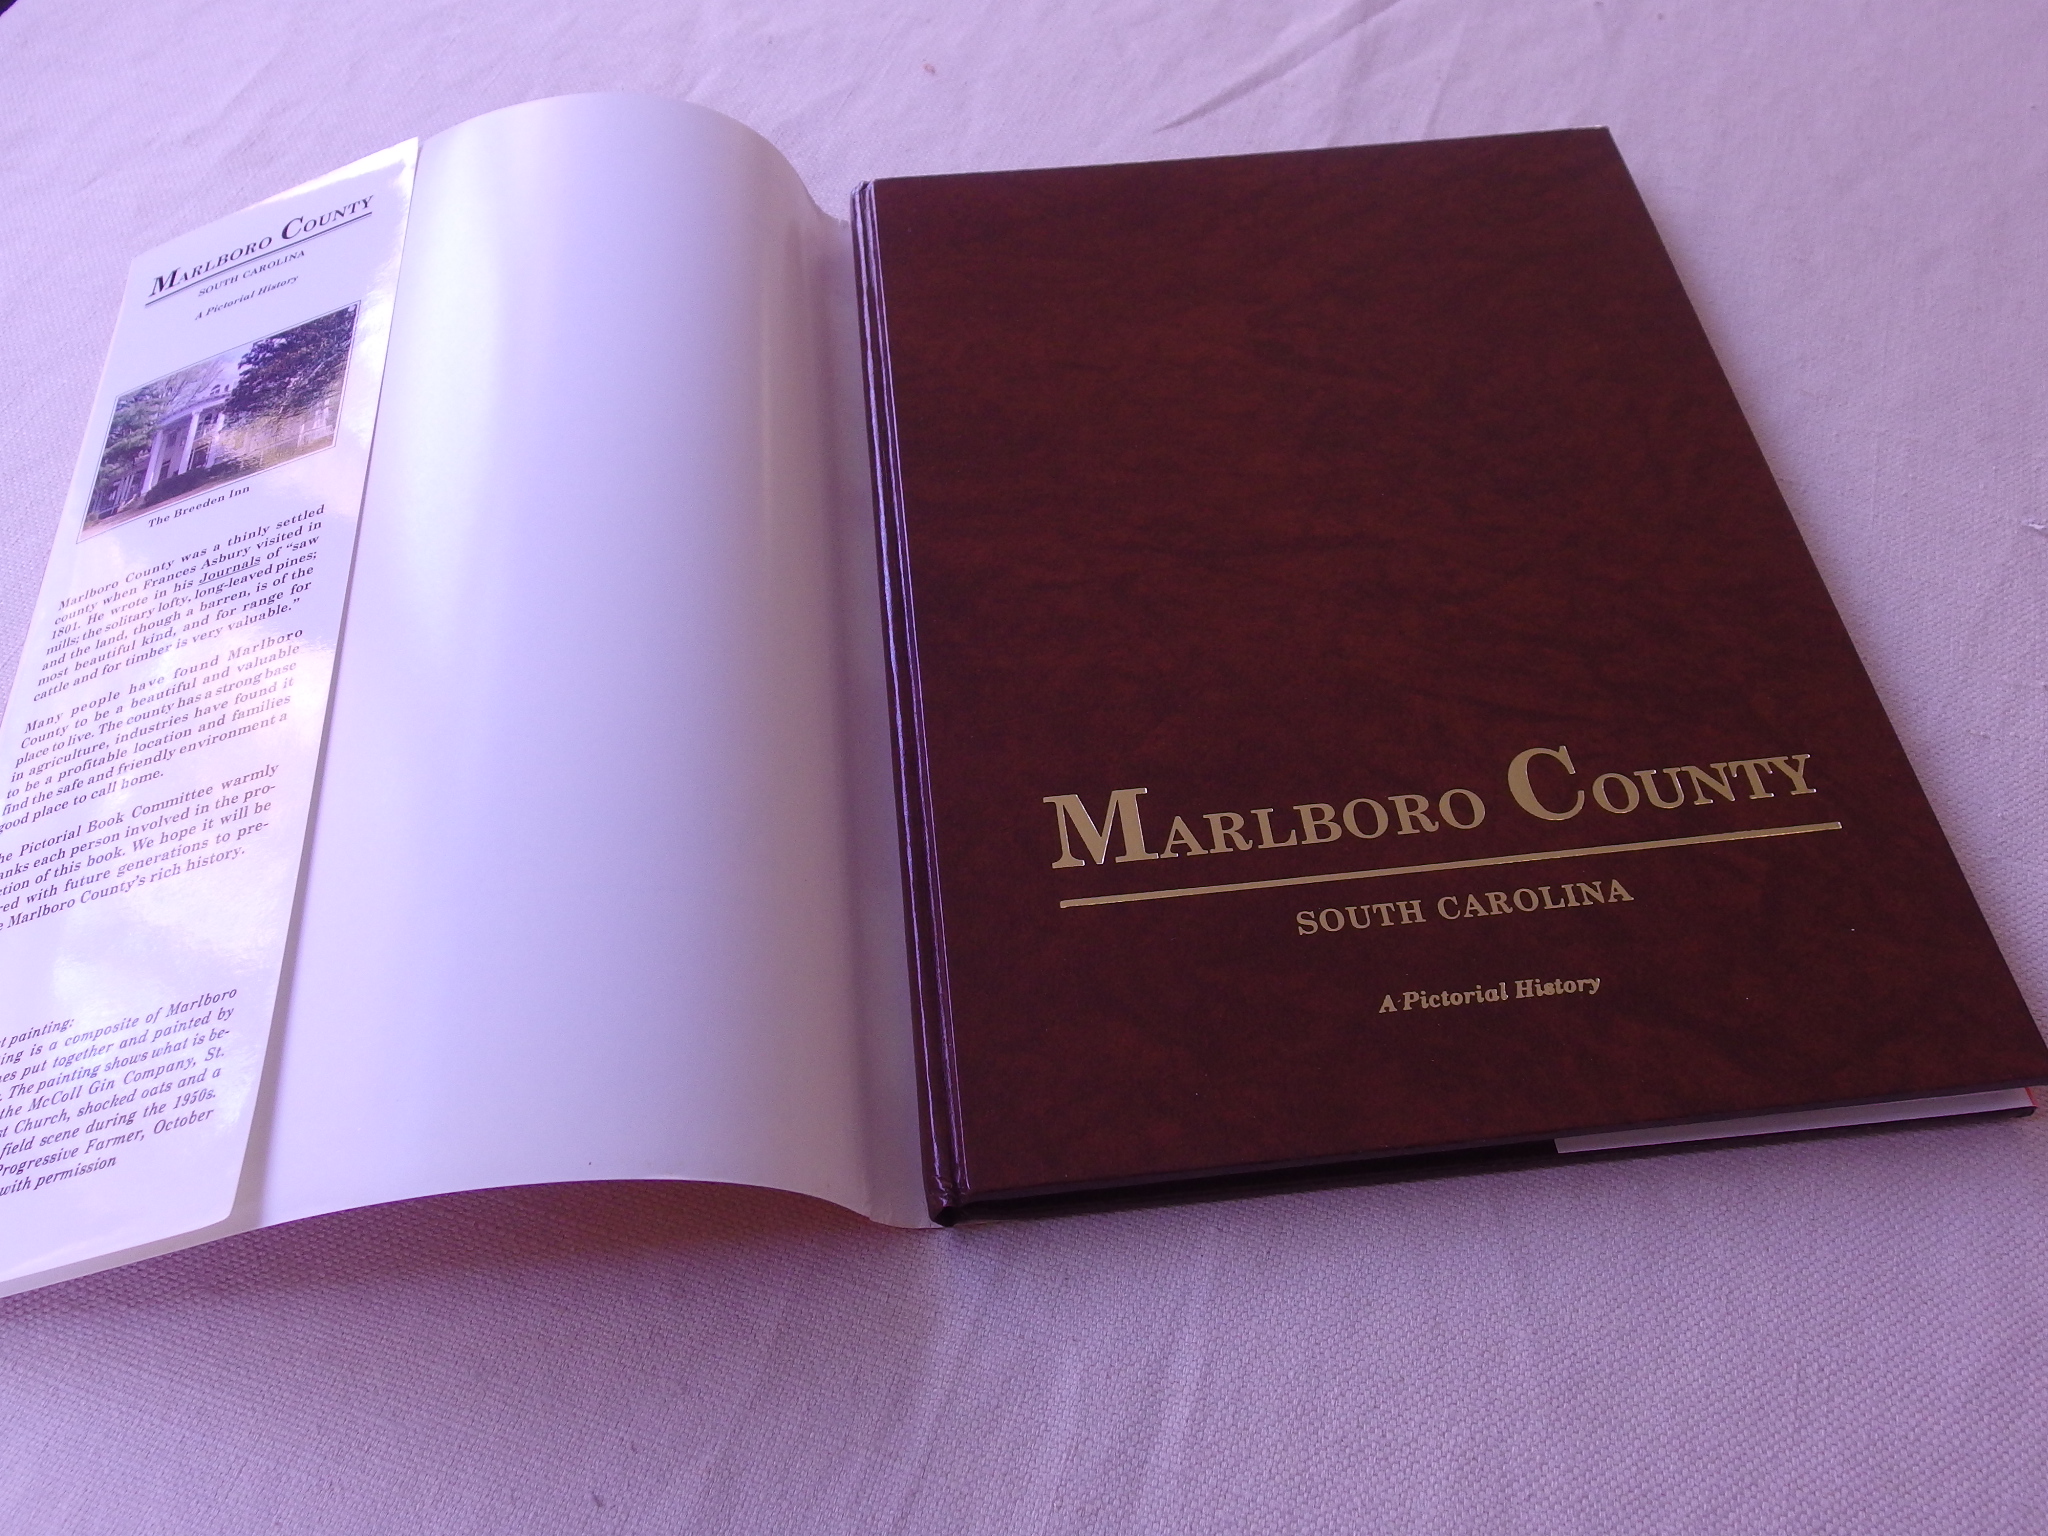 MARLBORO COUNTY
SOUTH CAROLINA
A Pictorial History
The Breeden Inn
Marlboro County was a thinly settled
county when Frances Asbury visited in
1801. He wrote in his Journals of "saw
mills; the solitary lofty, long-leaved pines;
and the land, though a barren, is of the
most beautiful kind, and for range for
cattle and for timber is very valuable."
Many people have found Marlboro
County to be a beautiful and valuable
place to live. The county has a strong base
in agriculture, industries have found it
to be a profitable location and families
find the safe and friendly environment a
good place to call home.
Pictorial Book Committee warmly
each person involved in the pro-
of this book. We hope it will be
with future generations to pre-
Marlboro County's rich history.
painting:
is a composite of Marlboro
put together and painted by
The painting shows what is be-
the McColl Gin Company, St.
Church, shocked oats and a
field scene during the 1950s.
Progressive Farmer, October
with permission
MARLBORO COUNTY
SOUTH CAROLINA
A Pictorial History